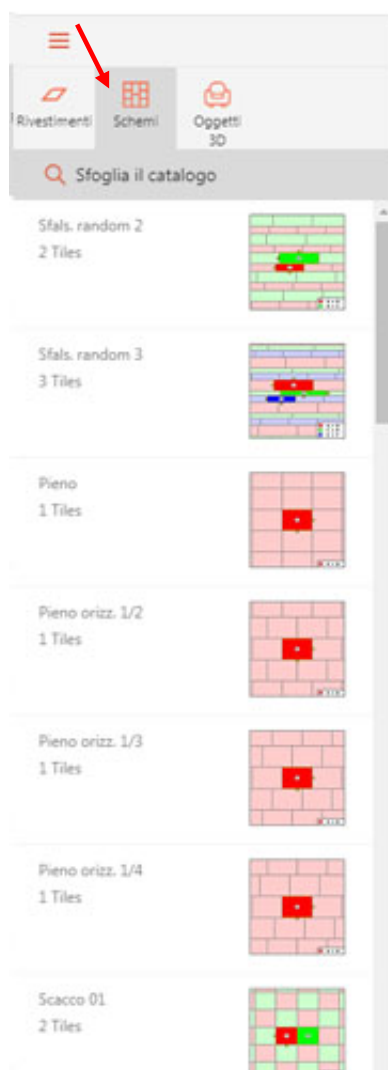 Rivestimenti
Schemi
Oggetti
3D
Sfoglia il catalogo
Sfals. random 2
2 Tiles
Sfals. random 3
3 Tiles
Pieno
1 Tiles
Pieno orizz. 1/2
1 Tiles
Pieno orizz. 1/3
1 Tiles
Pieno orizz. 1/4
1 Tiles
Scacco 01
2 Tiles